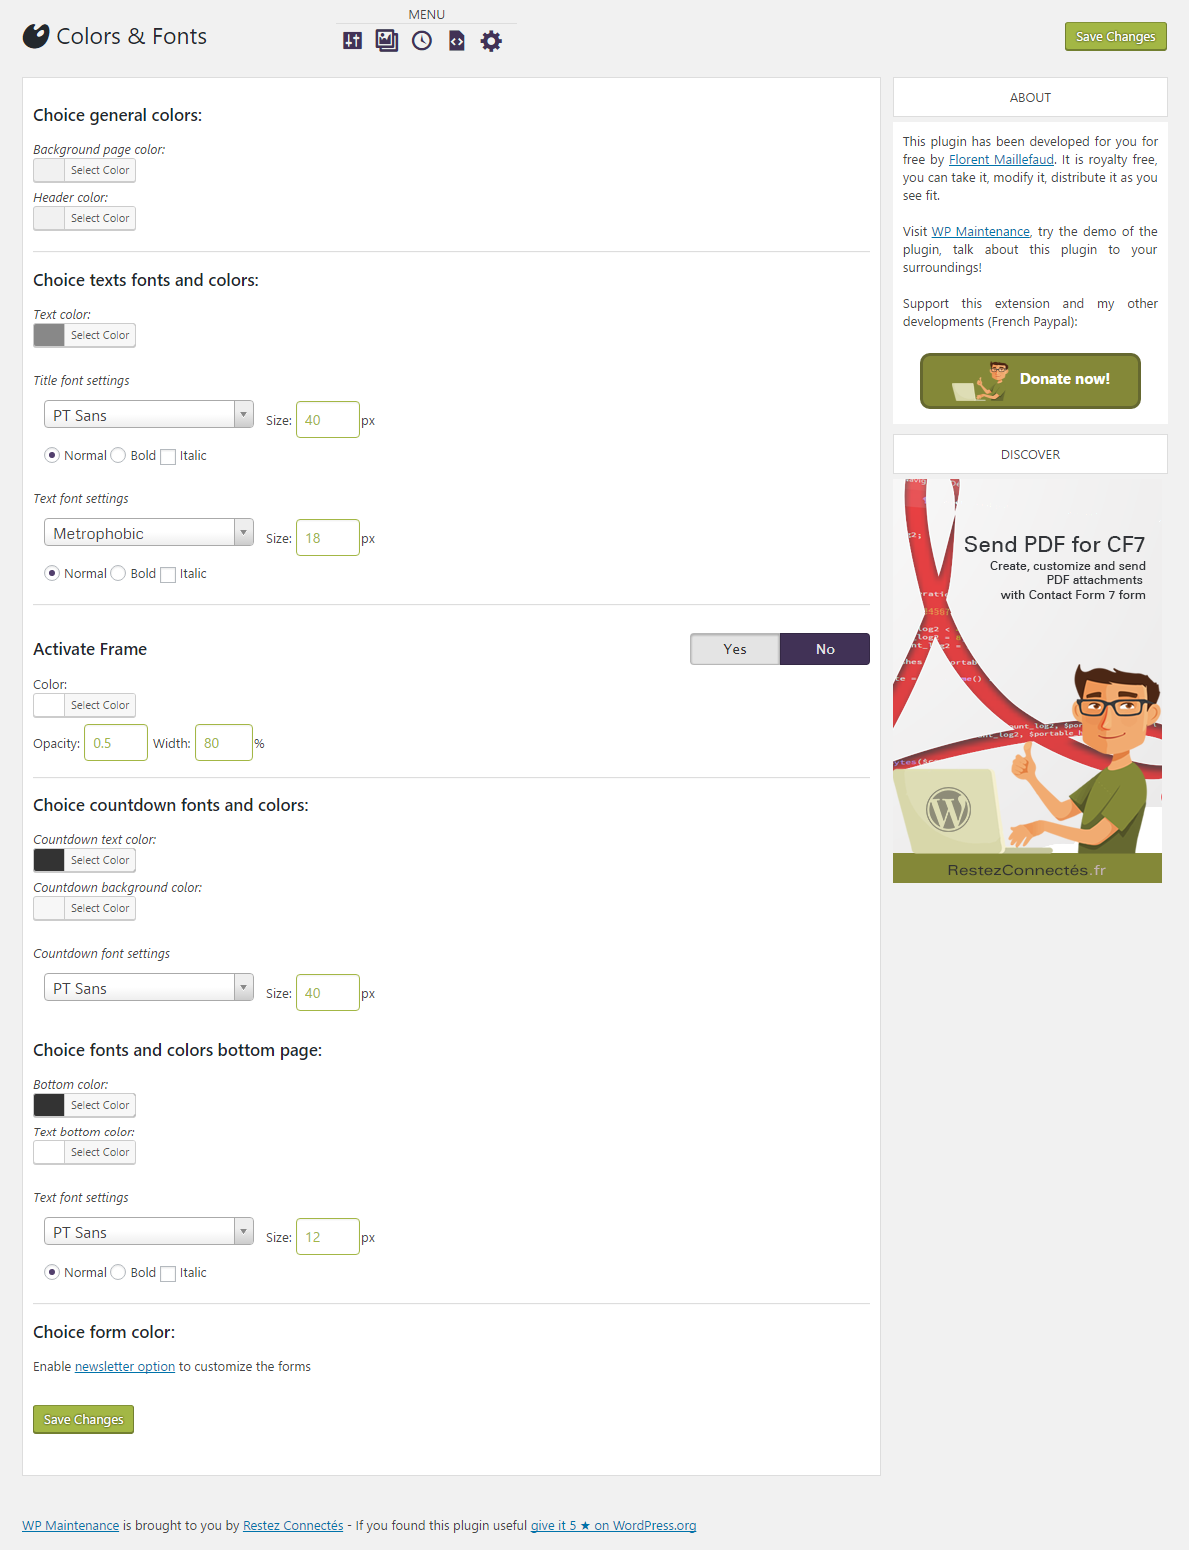 Colors & Fonts
MENU
Save Changes
Choice general colors:
Background page color:
Select Color
Header color:
Select Color
Choice texts fonts and colors:
Text color:
Select Color
Title font settings
PT Sans Size: 40 px
Normal Bold Italic
Text font settings
Metrophobic Size: 18 px
Normal Bold Italic
Activate Frame Yes No
Color:
Select Color
Opacity: 0.5 Width: 80 %
Choice countdown fonts and colors:
Countdown text color:
Select Color
Countdown background color:
Select Color
Countdown font settings
PT Sans Size: 40 px
Choice fonts and colors bottom page:
Bottom color:
Select Color
Text bottom color:
Select Color
Text font settings
PT Sans Size: 12 px
Normal Bold Italic
Choice form color:
Enable newsletter option to customize the forms
Save Changes
ABOUT
This plugin has been developed for you for
free by Florent Maillefaud. It is royalty free,
you can take it, modify it, distribute it as you
see fit.
Visit WP Maintenance, try the demo of the
plugin, talk about this plugin to your
surroundings!
Support this extension and my other
developments (French Paypal):
Donate now!
DISCOVER
Send PDF for CF7
Create, customize and send
PDF attachments
with Contact Form 7 form
RestezConnectés.fr
WP Maintenance is brought to you by Restez Connectés - If you found this plugin useful give it 5 ★ on WordPress.org